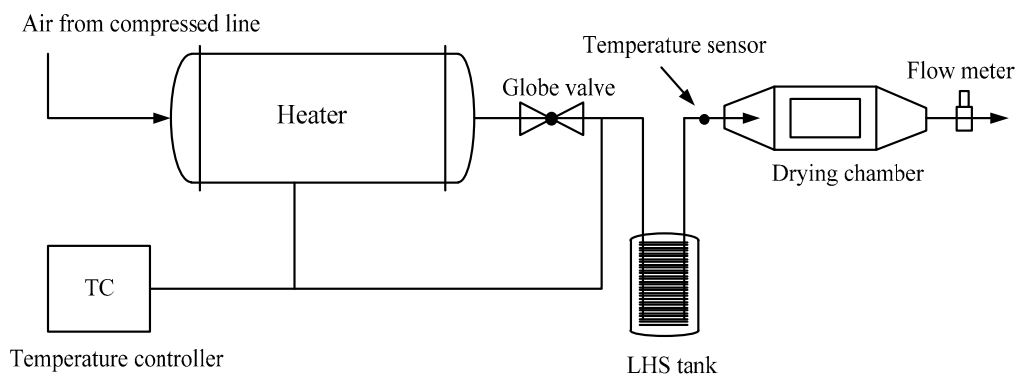 Air from compressed line
Temperature sensor
Flow meter
Globe valve
Heater
Drying chamber
TC
Temperature controller
LHS tank